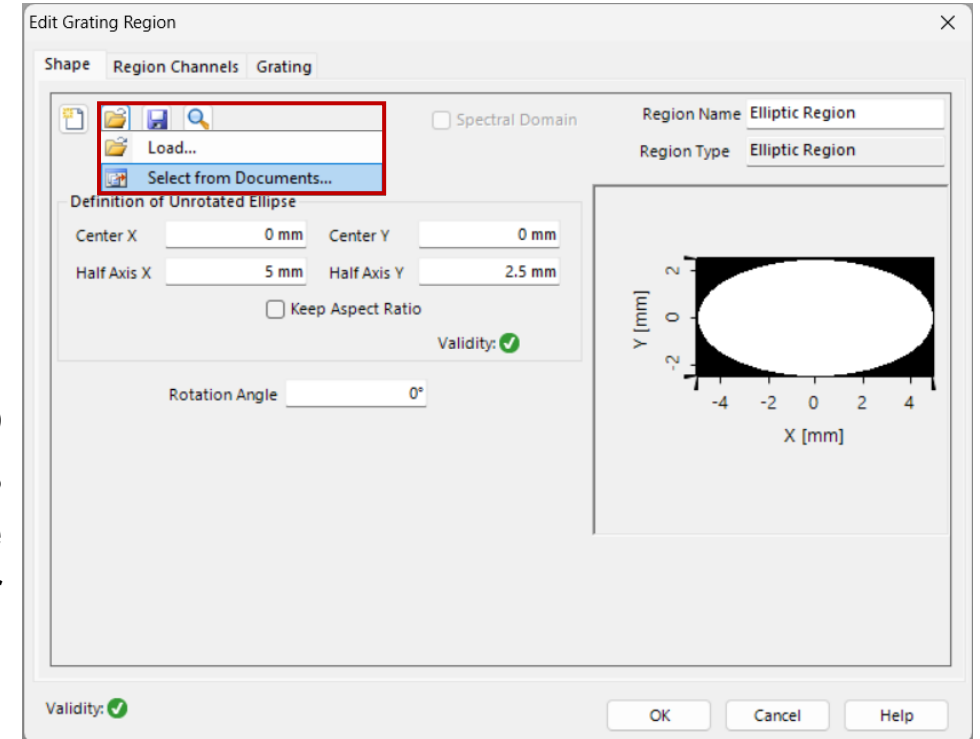 Edit Grating Region
Shape Region Channels Grating
Spectral Domain
Region Name Elliptic Region
Load...
Region Type Elliptic Region
Select from Documents...
Definition of Unrotated Ellipse
Center X 0 mm Center Y 0 mm
Half Axis X 5 mm Half Axis Y 2.5 mm
Keep Aspect Ratio
Validity:
Rotation Angle 0°
Y [mm]
2
0
-2
-4 -2 0 2 4
X [mm]
Validity:
OK Cancel Help